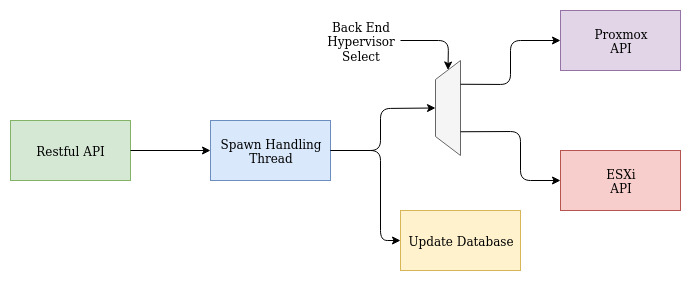 Back End
Hypervisor
Select
Proxmox
API
Restful API
Spawn Handling
Thread
ESXi
API
Update Database